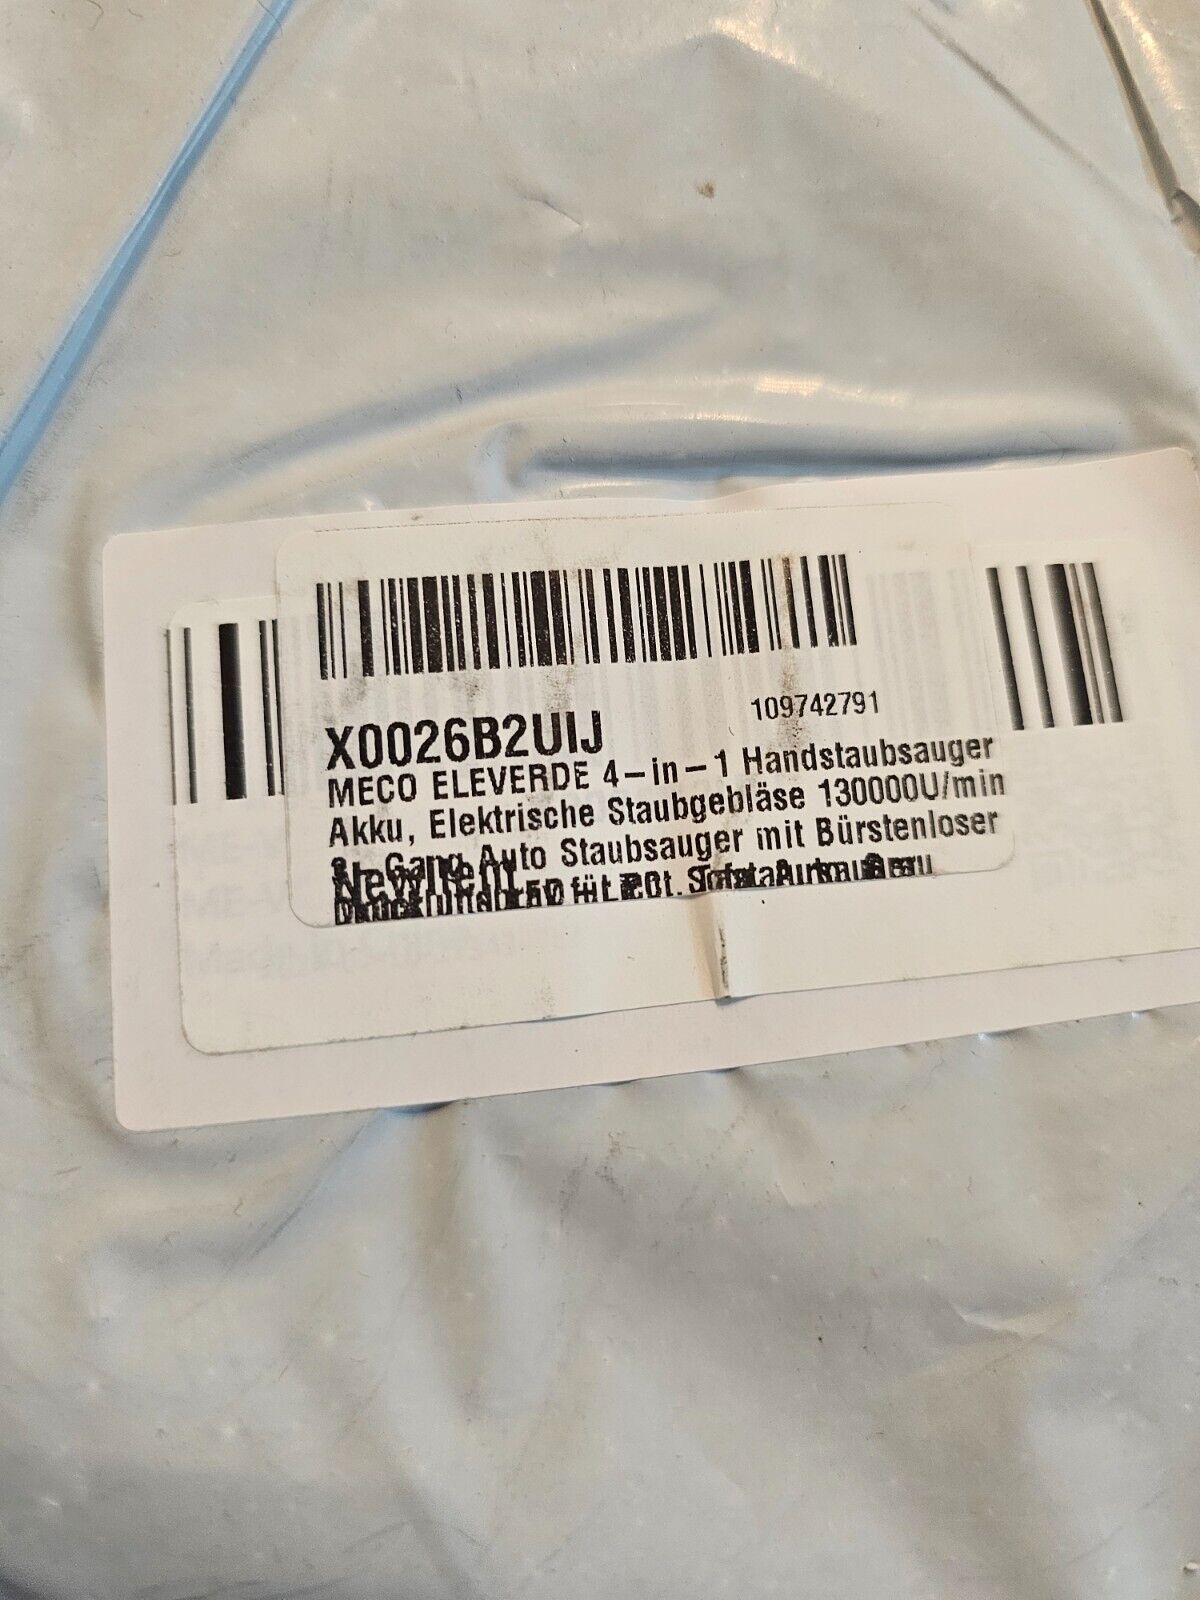 109742791
X0026B2UIJ
MECO ELEVERDE 4-in-1 Handstaubsauger
Akku, Elektrische Staubgebläse 130000U/min
Gang Auto Staubsauger mit Bürstenloser